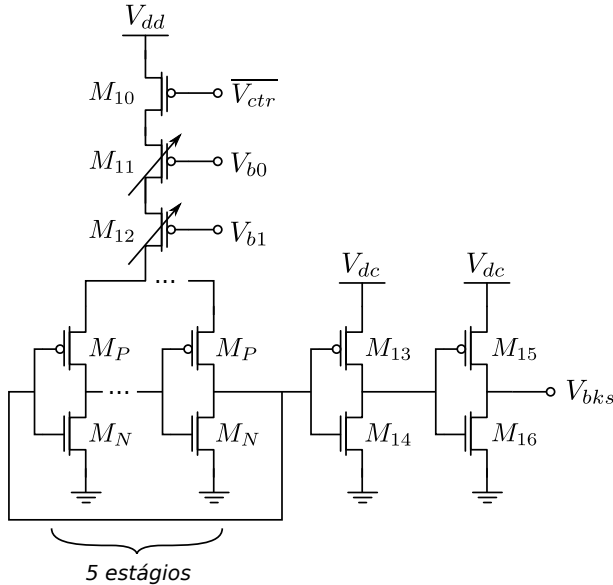 V_dd
M_10
\overline{V_ctr}
M_11
V_b0
M_12
V_b1
V_dc
V_dc
...
M_P
M_P
M_13
M_15
...
V_bks
M_N
M_N
M_14
M_16
5 estágios